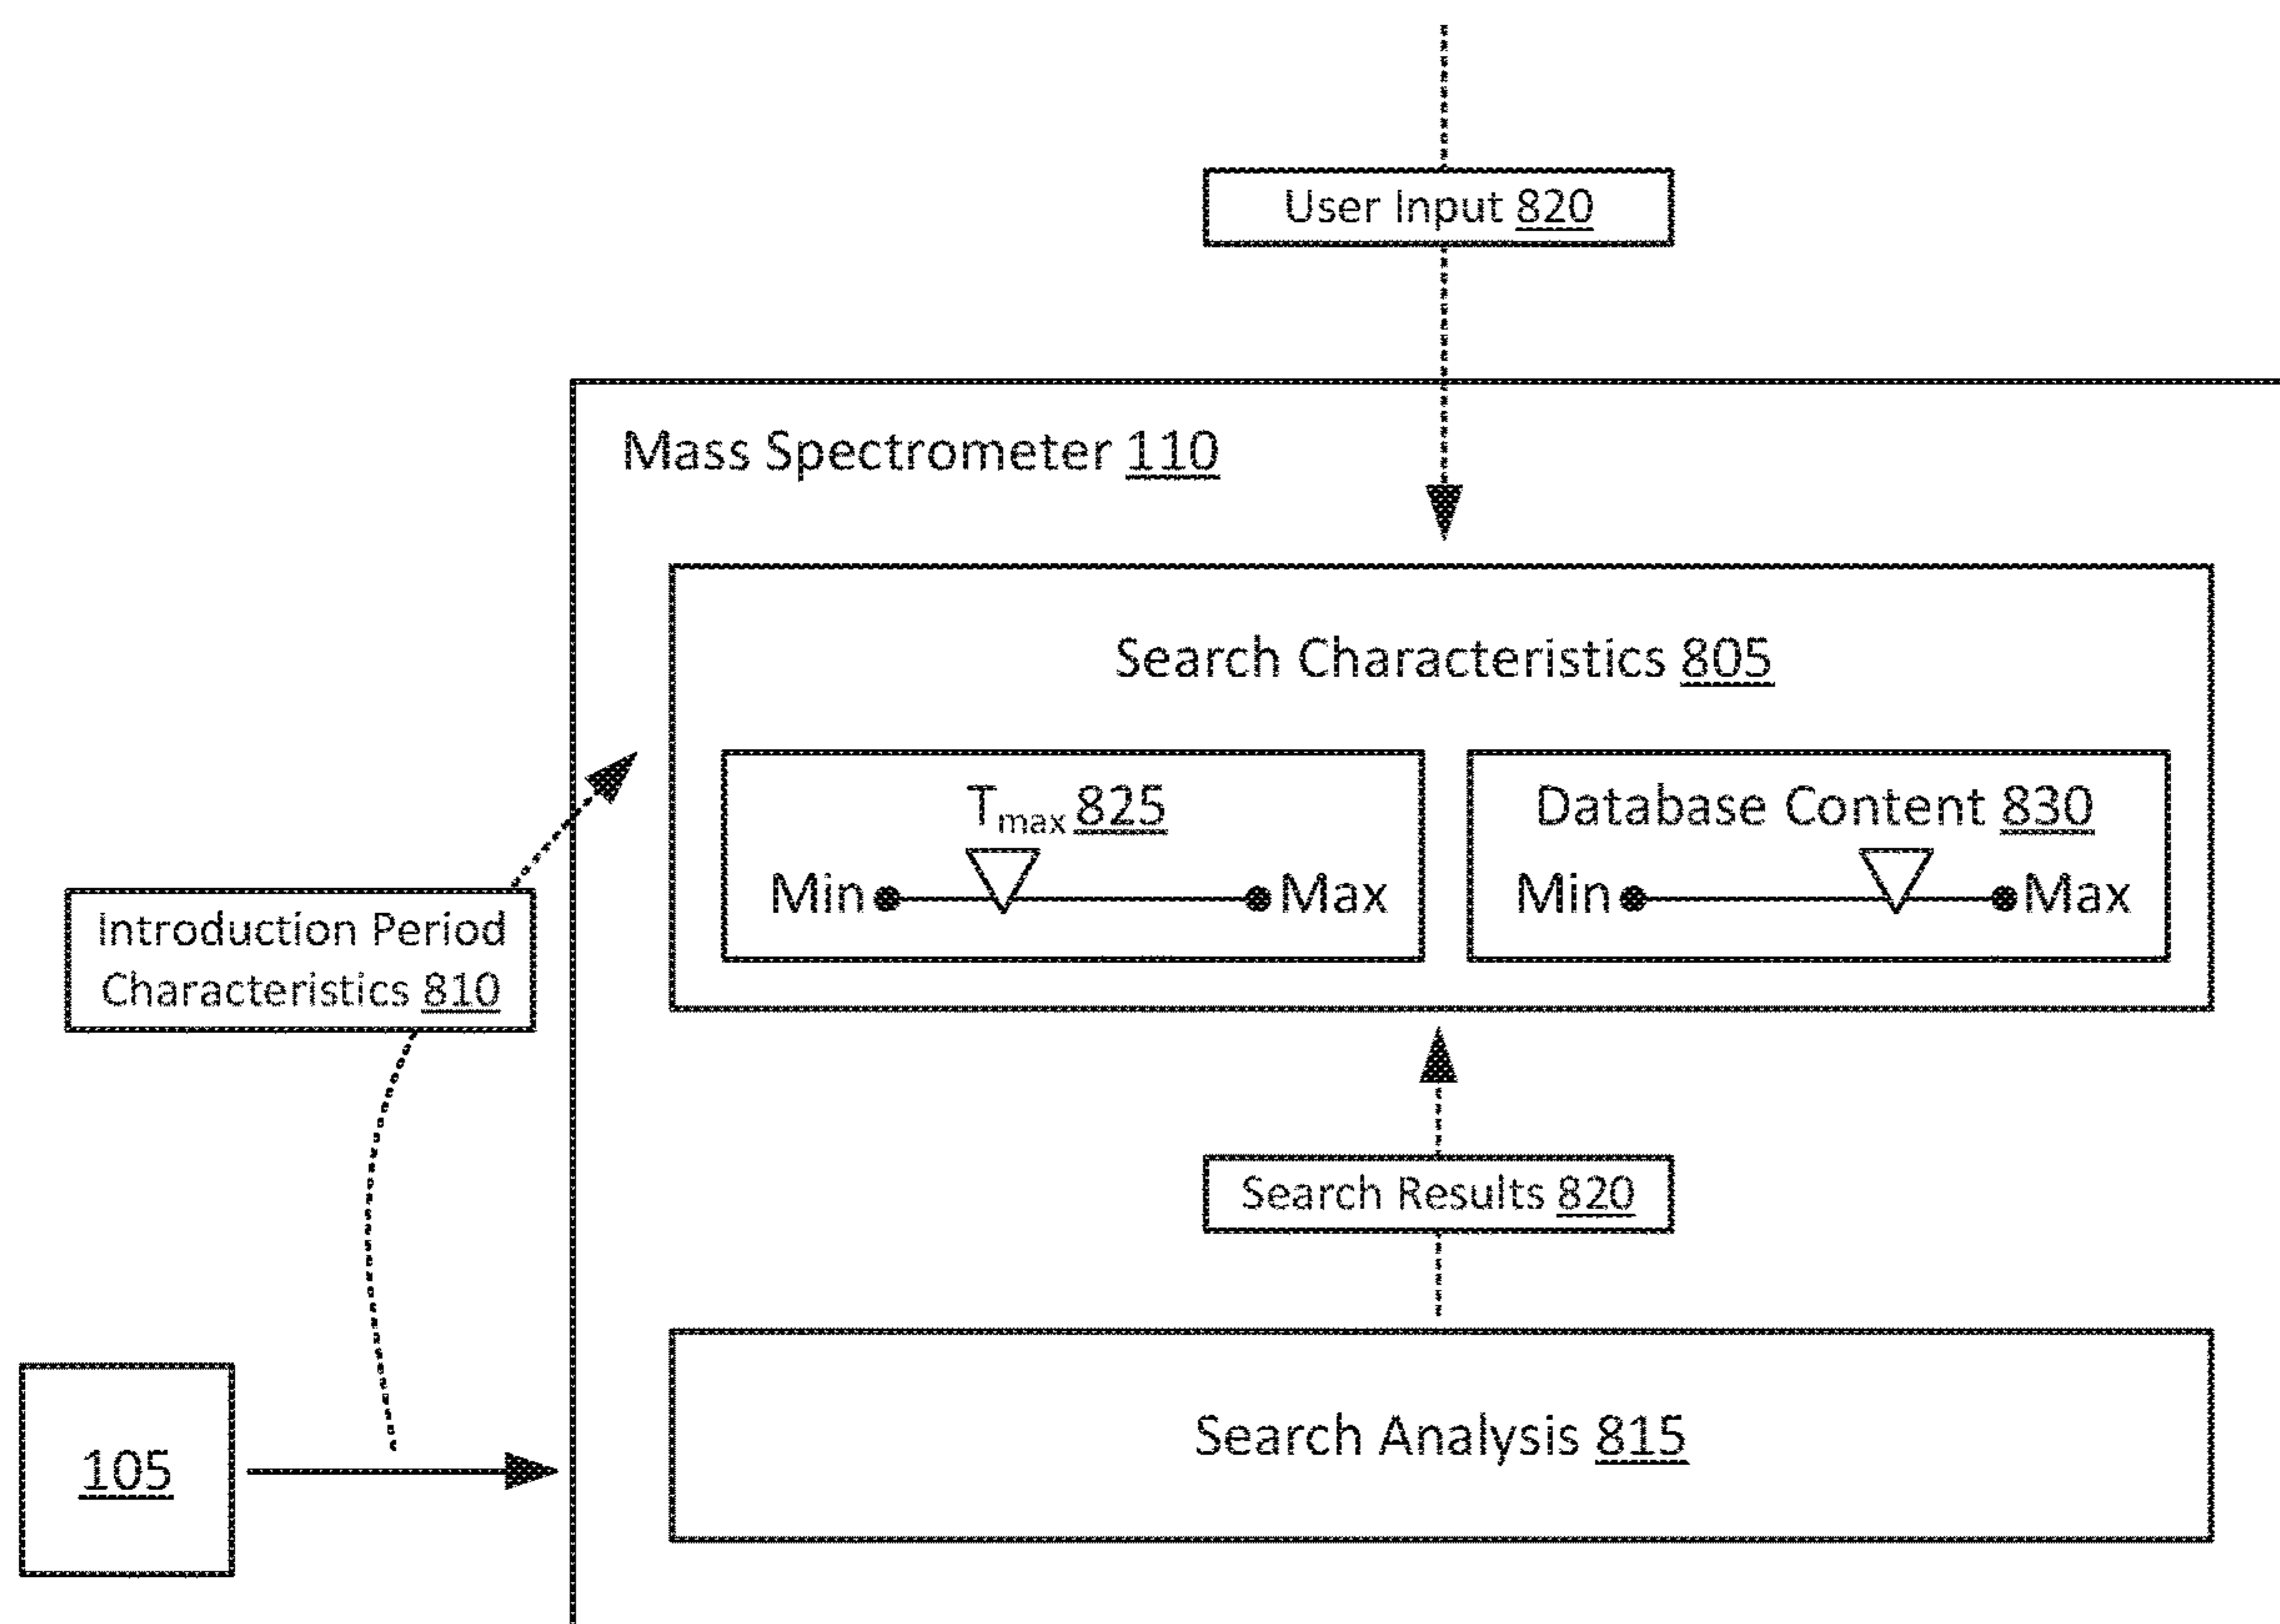 User Input 820
Mass Spectrometer 110
Search Characteristics 805
Tmax 825
Min Max
Database Content 830
Min Max
Introduction Period
Characteristics 810
Search Results 820
Search Analysis 815
105